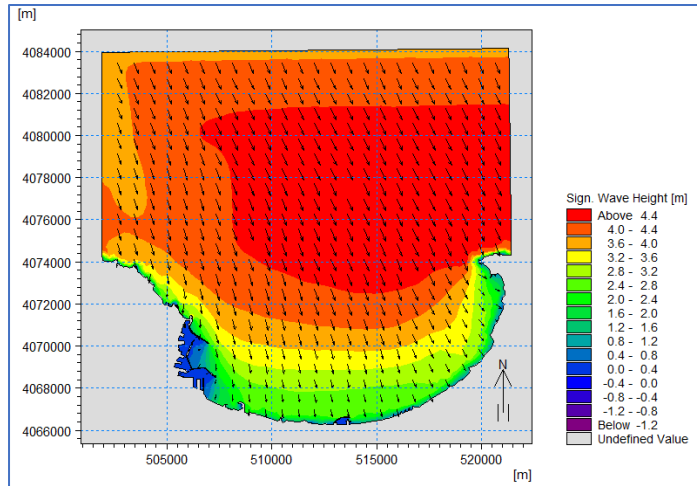 [m]
4084000
4082000
4080000
4078000
4076000
4074000
4072000
4070000
4068000
4066000
505000 510000 515000 520000
[m]
N
Sign. Wave Height [m]
Above 4.4
4.0 - 4.4
3.6 - 4.0
3.2 - 3.6
2.8 - 3.2
2.4 - 2.8
2.0 - 2.4
1.6 - 2.0
1.2 - 1.6
0.8 - 1.2
0.4 - 0.8
0.0 - 0.4
-0.4 - 0.0
-0.8 - -0.4
-1.2 - -0.8
Below -1.2
Undefined Value